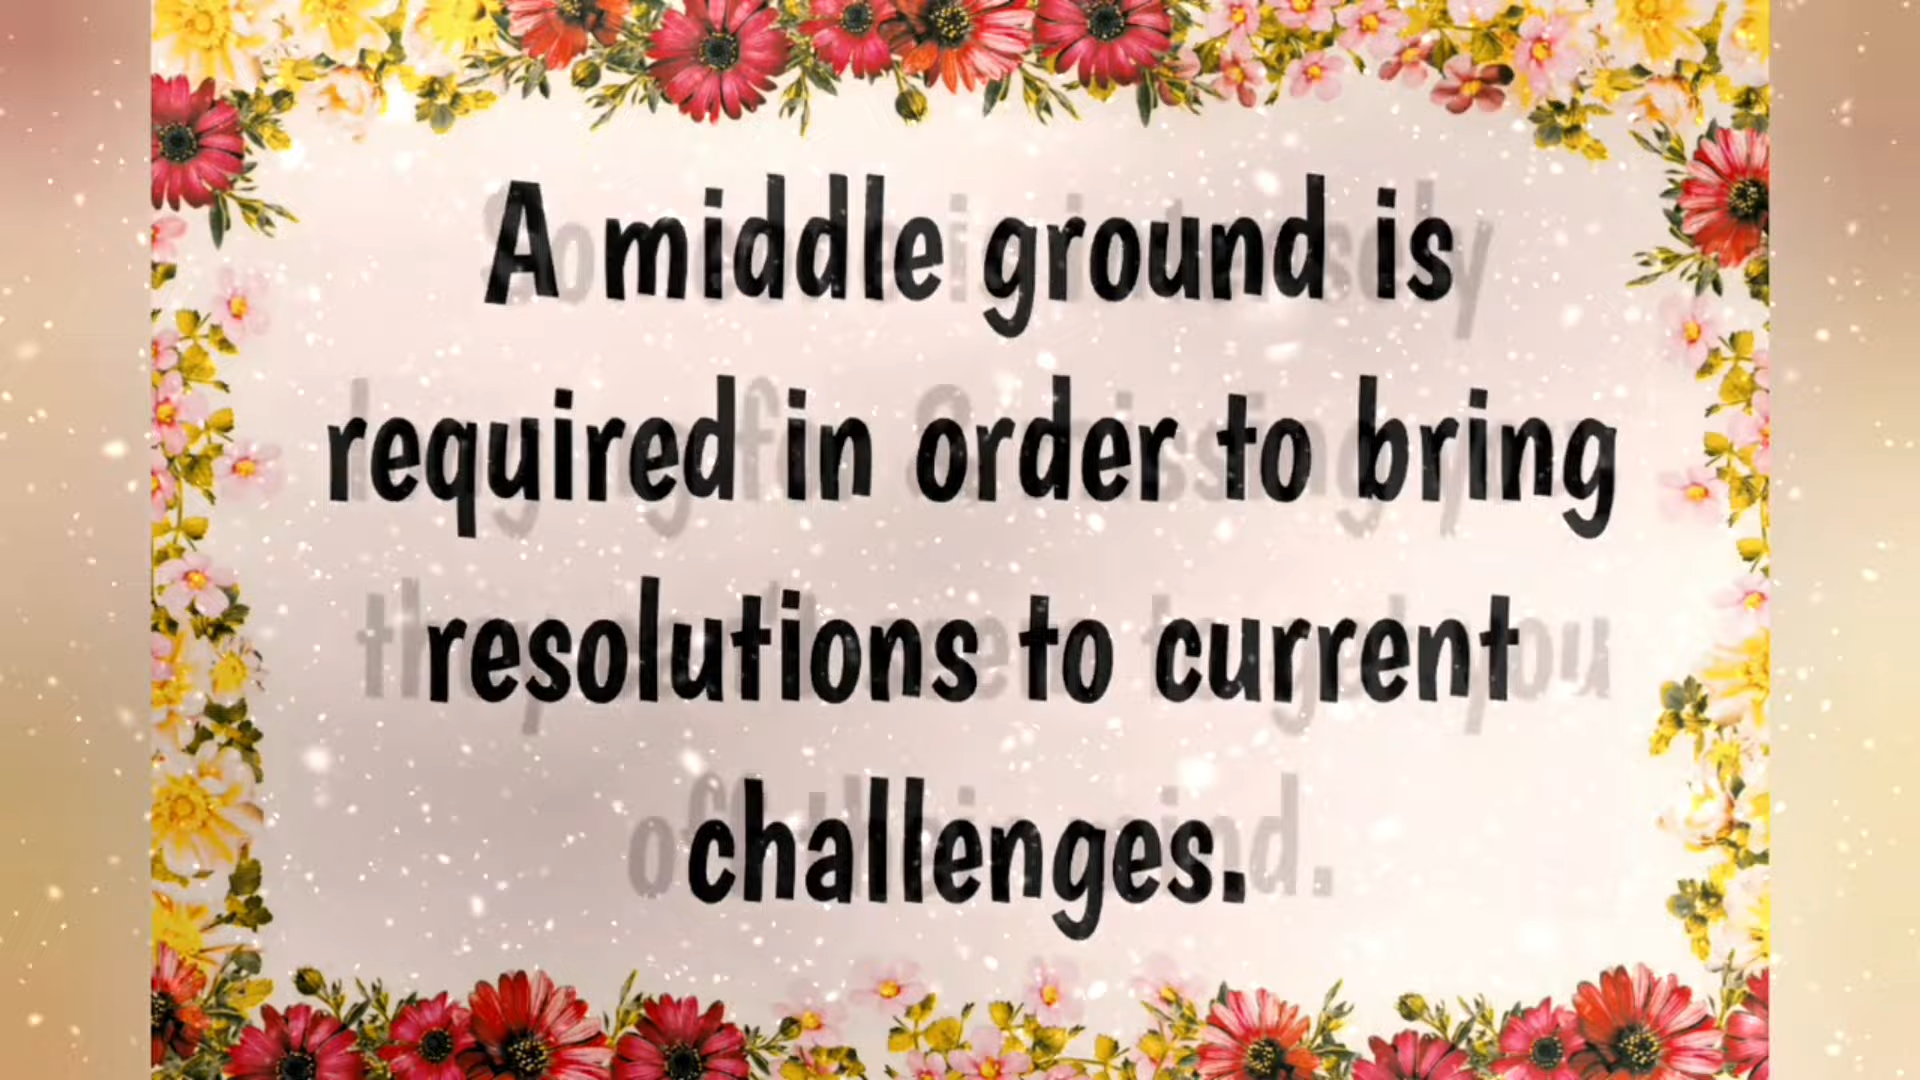 A middle ground is
required in order to bring
resolutions to current
challenges.